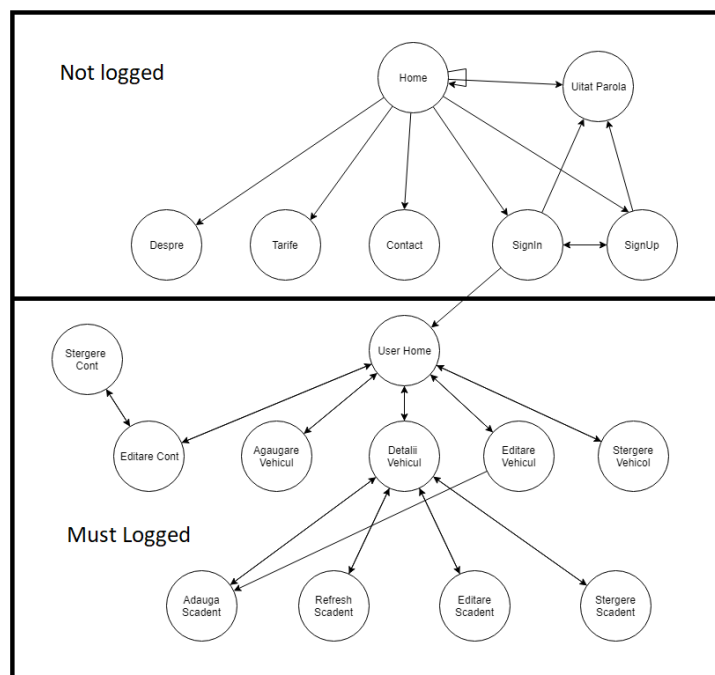 Not logged
Home
Uitat Parola
Despre
Tarife
Contact
SignIn
SignUp
Stergere
Cont
User Home
Editare Cont
Agaugare
Vehicul
Detalii
Vehicul
Editare
Vehicul
Stergere
Vehicol
Must Logged
Adauga
Scadent
Refresh
Scadent
Editare
Scadent
Stergere
Scadent